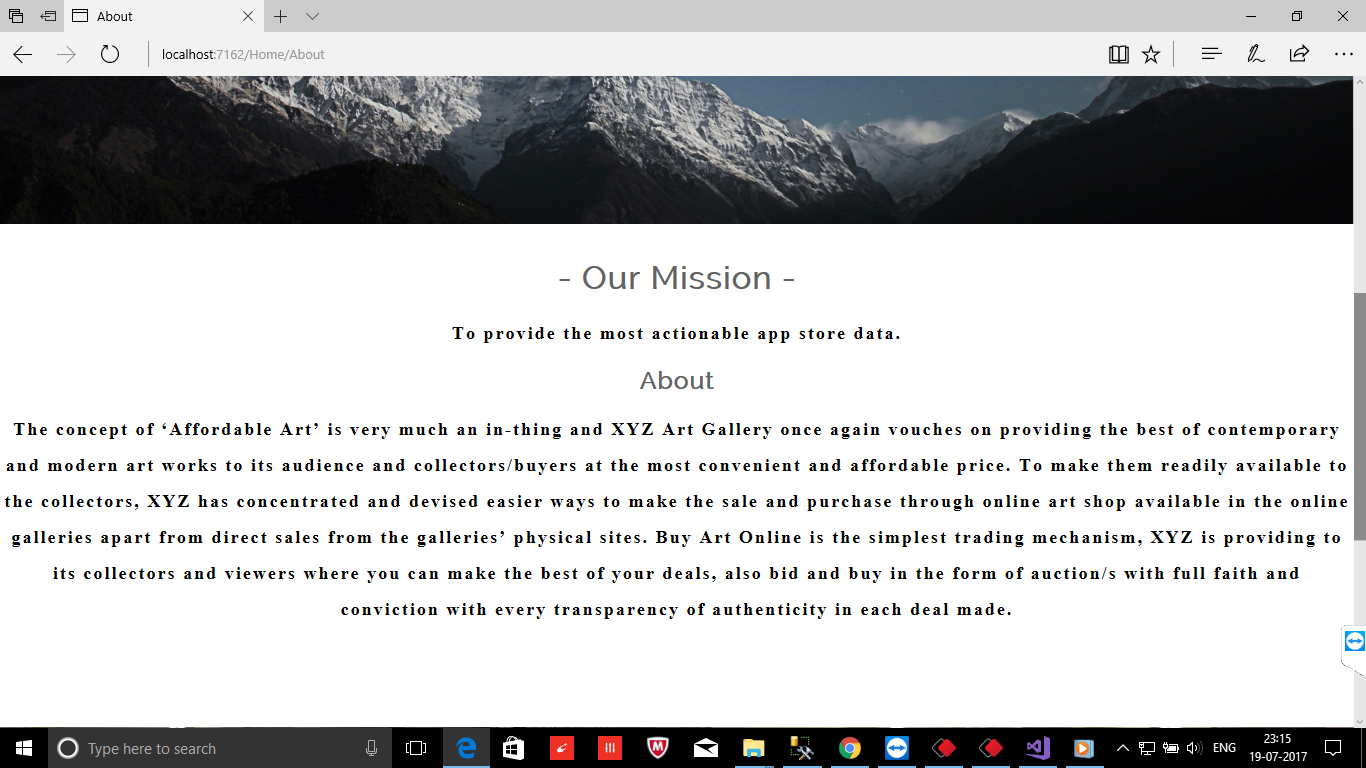 About
localhost:7162/Home/About
- Our Mission -
To provide the most actionable app store data.
About
The concept of ‘Affordable Art’ is very much an in-thing and XYZ Art Gallery once again vouches on providing the best of contemporary
and modern art works to its audience and collectors/buyers at the most convenient and affordable price. To make them readily available to
the collectors, XYZ has concentrated and devised easier ways to make the sale and purchase through online art shop available in the online
galleries apart from direct sales from the galleries’ physical sites. Buy Art Online is the simplest trading mechanism, XYZ is providing to
its collectors and viewers where you can make the best of your deals, also bid and buy in the form of auction/s with full faith and
conviction with every transparency of authenticity in each deal made.
Type here to search
ENG
23:15
19-07-2017